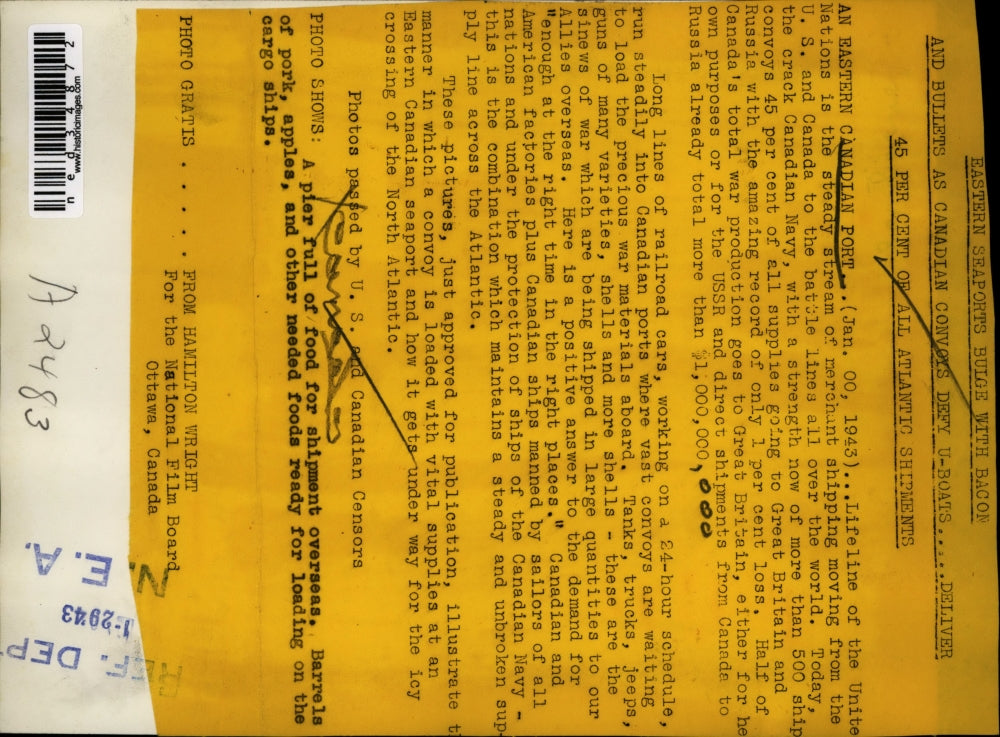 EASTERN SEAPORTS BULGE WITH BACON
AND BULLETS AS CANADIAN CONVOYS DEFY U-BOATS....DELIVER
45 PER CENT OF ALL ATLANTIC SHIPMENTS
AN EASTERN CANADIAN PORT..(Jan. 00, 1943)...Lifeline of the Unite
Nations is the steady stream of merchant shipping moving from the
U. S. and Canada to the battle lines all over the world. Today,
the crack Canadian Navy, with a strength now of more than 500 ship
convoys 45 per cent of all supplies going to Great Britain and
Russia with the amazing record of only 1 per cent loss. Half of
Canada's total war production goes to Great Britain, either for he
own purposes or for the USSR and direct shipments from Canada to
Russia already total more than $1,000,000,000
Long lines of railroad cars, working on a 24-hour schedule,
run steadily into Canadian ports where vast convoys are waiting
to load the precious war materials aboard. Tanks, trucks, jeeps,
guns of many varieties, shells and more shells - these are the
sinews of war which are being shipped in large quantities to our
Allies overseas. Here is a positive answer to the demand for
"enough at the right time in the right places." Canadian and
American factories plus Canadian ships manned by sailors of all
nations and under the protection of ships of the Canadian Navy -
this is the combination which maintains a steady and unbroken sup-
ply line across the Atlantic.
These pictures, just approved for publication, illustrate t
manner in which a convoy is loaded with vital supplies at an
Eastern Canadian seaport and how it gets under way for the icy
crossing of the North Atlantic.
Photos passed by U. S. and Canadian Censors
Canada
PHOTO SHOWS: A pier full of food for shipment overseas. Barrels
of pork, apples, and other needed foods ready for loading on the
cargo ships.
PHOTO GRATIS . . . . . FROM HAMILTON WRIGHT
For the National Film Board
Ottawa, Canada
N.E.A.
1-2943
REF. DEP'
A 2483
www.historicimages.com
ned34872